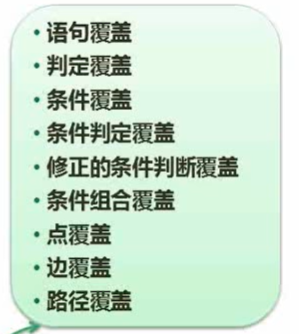 • 语句覆盖
• 判定覆盖
• 条件覆盖
• 条件判定覆盖
• 修正的条件判断覆盖
• 条件组合覆盖
• 点覆盖
• 边覆盖
• 路径覆盖